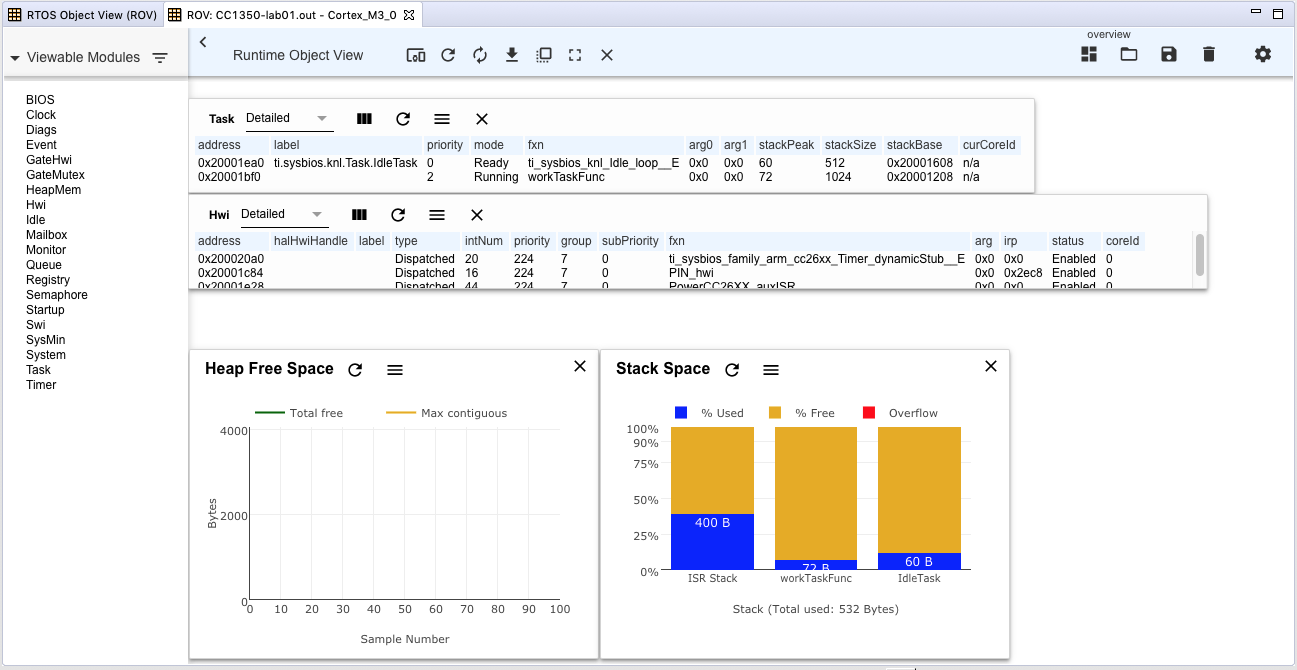 RTOS Object View (ROV)
ROV: CC1350-lab01.out - Cortex_M3_0
Viewable Modules
Runtime Object View
overview
BIOS
Clock
Diags
Event
GateHwi
GateMutex
HeapMem
Hwi
Idle
Mailbox
Monitor
Queue
Registry
Semaphore
Startup
Swi
SysMin
System
Task
Timer
Task Detailed
address label priority mode fxn arg0 arg1 stackPeak stackSize stackBase curCoreId
0x20001ea0 ti.sysbios.knl.Task.IdleTask 0 Ready ti_sysbios_knl_Idle_loop__E 0x0 0x0 60 512 0x20001608 n/a
0x20001bf0 2 Running workTaskFunc 0x0 0x0 72 1024 0x20001208 n/a
Hwi Detailed
address halHwiHandle label type intNum priority group subPriority fxn arg irp status coreId
0x200020a0 Dispatched 20 224 7 0 ti_sysbios_family_arm_cc26xx_Timer_dynamicStub__E 0x0 0x0 Enabled 0
0x20001c84 Dispatched 16 224 7 0 PIN_hwi 0x0 0x2ec8 Enabled 0
0x20001e28 Dispatched 44 224 7 0 PowerCC26XX_auxISR 0x0 0x0 Enabled 0
Heap Free Space
Total free Max contiguous
4000
2000
0
Bytes
0 10 20 30 40 50 60 70 80 90 100
Sample Number
Stack Space
% Used % Free Overflow
100%
90%
75%
50%
25%
0%
400 B
72 B
60 B
ISR Stack workTaskFunc IdleTask
Stack (Total used: 532 Bytes)